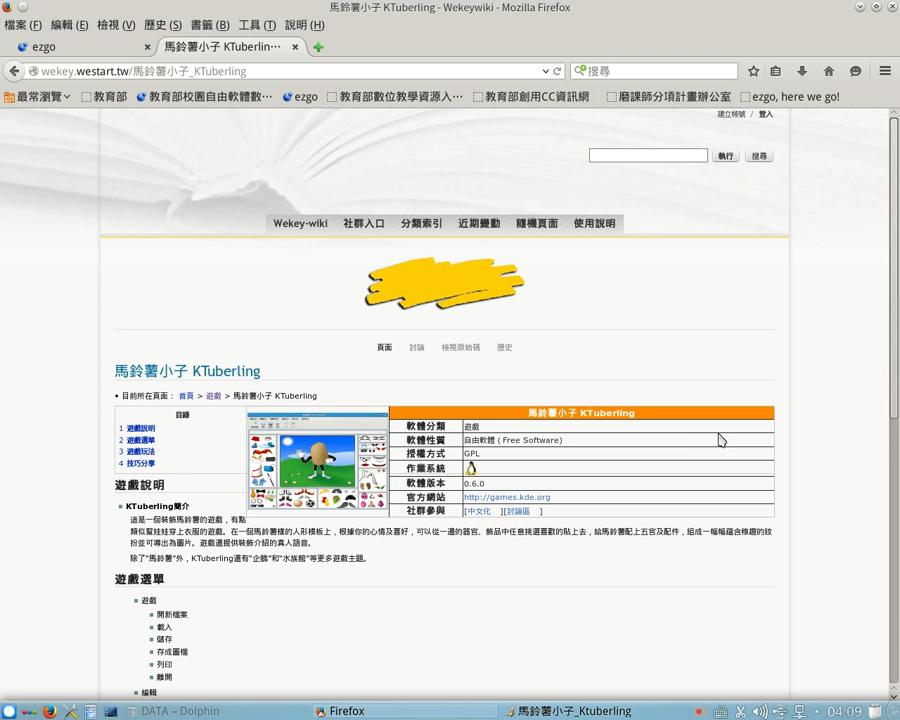 馬鈴薯小子 KTuberling - Wekeywiki - Mozilla Firefox
檔案 (F) 編輯 (E) 檢視 (V) 歷史 (S) 書籤 (B) 工具 (T) 說明 (H)
ezgo 馬鈴薯小子 KTuberlin…
wekey.westart.tw/馬鈴薯小子_KTuberling 搜尋
最常瀏覽 教育部 教育部校園自由軟體數… ezgo 教育部數位教學資源入… 教育部創用CC資訊網 磨課師分項計畫辦公室 ezgo, here we go!
建立帳號 / 登入
執行 搜尋
Wekey-wiki 社群入口 分類索引 近期變動 隨機頁面 使用說明
頁面 討論 檢視原始碼 歷史
馬鈴薯小子 KTuberling
目前所在頁面： 首頁 > 遊戲 > 馬鈴薯小子 KTuberling
目錄
1 遊戲說明
2 遊戲選單
3 遊戲玩法
4 技巧分享
馬鈴薯小子 KTuberling
軟體分類 遊戲
軟體性質 自由軟體 ( Free Software)
授權方式 GPL
作業系統
軟體版本 0.6.0
官方網站 http://games.kde.org
社群參與 [中文化 ][討論區 ]
遊戲說明
KTuberling簡介
這是一個裝飾馬鈴薯的遊戲，有點
類似幫娃娃穿上衣服的遊戲。在一個馬鈴薯樣的人形模板上，根據你的心情及喜好，可以從一邊的器官、飾品中任意挑選喜歡的貼上去，給馬鈴薯配上五官及配件，組成一幅幅蘊含雅趣的紋
扮並可導出為圖片。遊戲還提供裝飾介紹的真人語音。
除了"馬鈴薯"外，KTuberling還有"企鵝"和"水族館"等更多遊戲主題。
遊戲選單
遊戲
開新檔案
載入
儲存
存成圖檔
列印
離開
編輯
DATA – Dolphin Firefox 馬鈴薯小子_Ktuberling 04:09